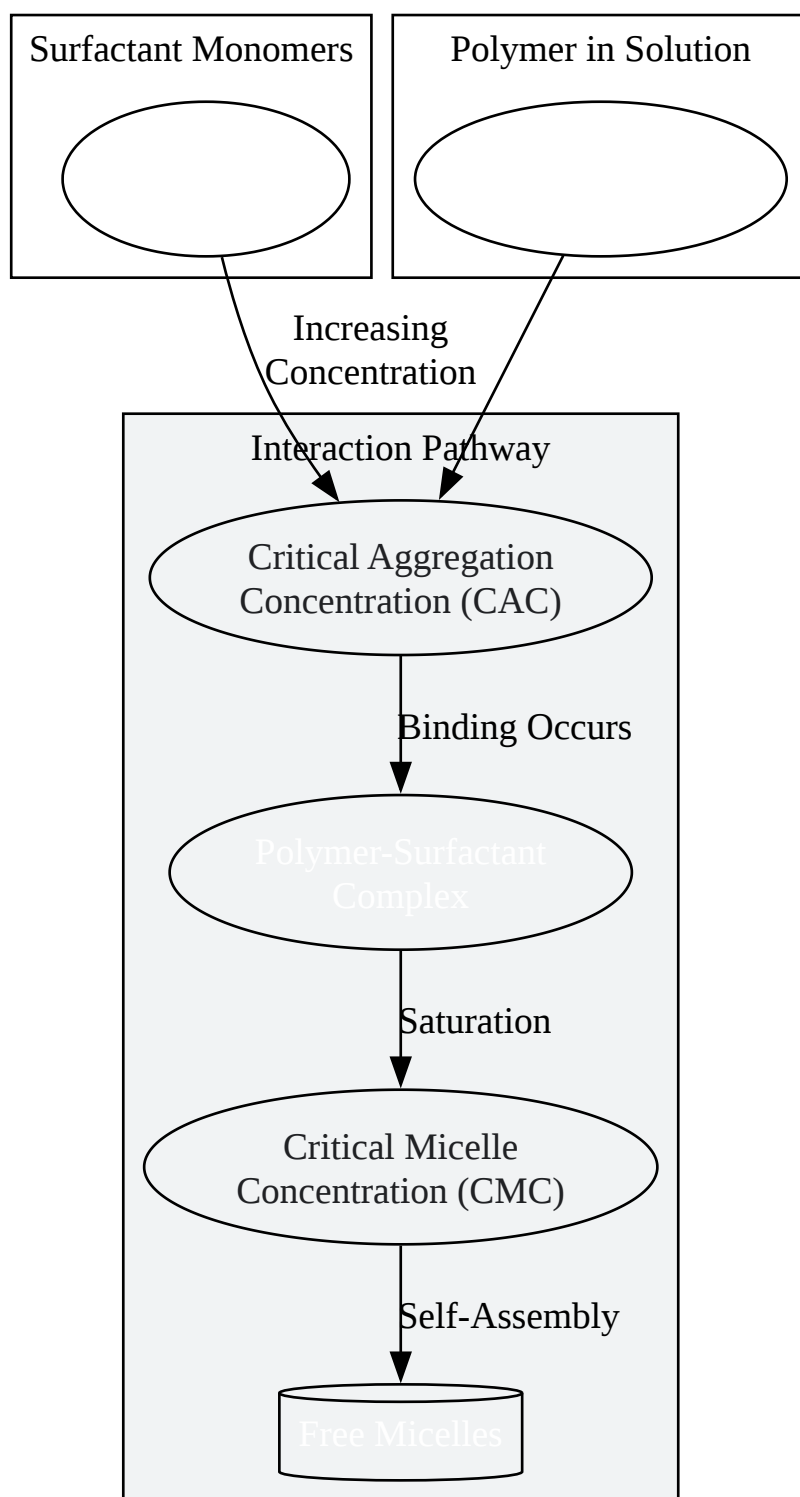 Surfactant Monomers
Polymer in Solution
Increasing
Concentration
Interaction Pathway
Critical Aggregation
Concentration (CAC)
Binding Occurs
Polymer-Surfactant
Complex
Saturation
Critical Micelle
Concentration (CMC)
Self-Assembly
Free Micelles